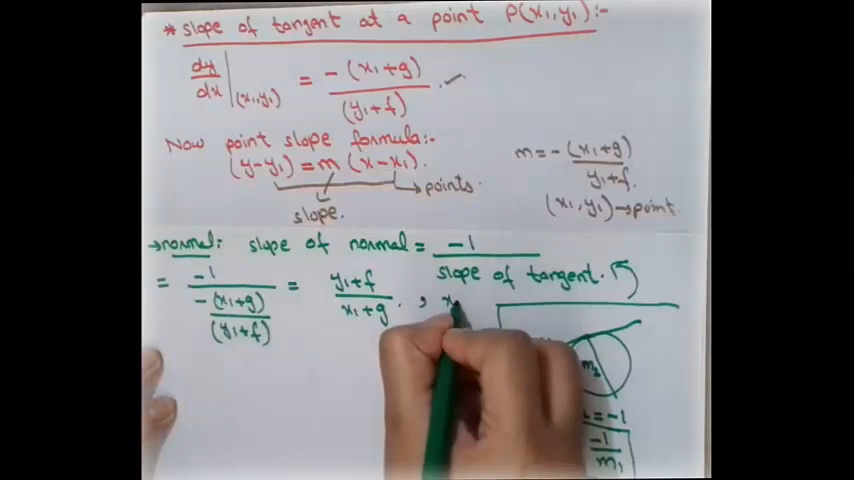 * slope of tangent at a point P(x₁,y₁):-
dy/dx |(x₁,y₁) = -(x₁+g)/(y₁+f). ✓
Now point slope formula:-
(y-y₁) = m (x-x₁).
→points.
slope.
m = -(x₁+g)/y₁+f.
(x₁,y₁)→point.
→normal: slope of normal = -1/slope of tangent.
= -1/(-(x₁+g)/(y₁+f)) = y₁+f/x₁+g. , x
m₂
= -1
-1/m₁